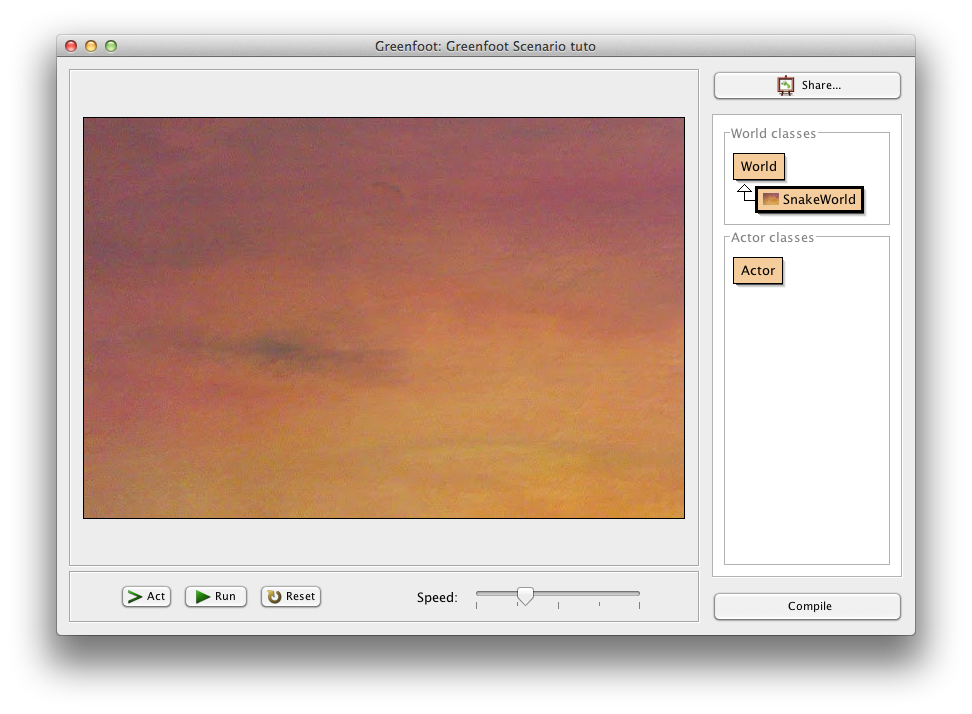 Greenfoot: Greenfoot Scenario tuto
Share...
World classes
World
SnakeWorld
Actor classes
Actor
Act
Run
Reset
Speed:
Compile